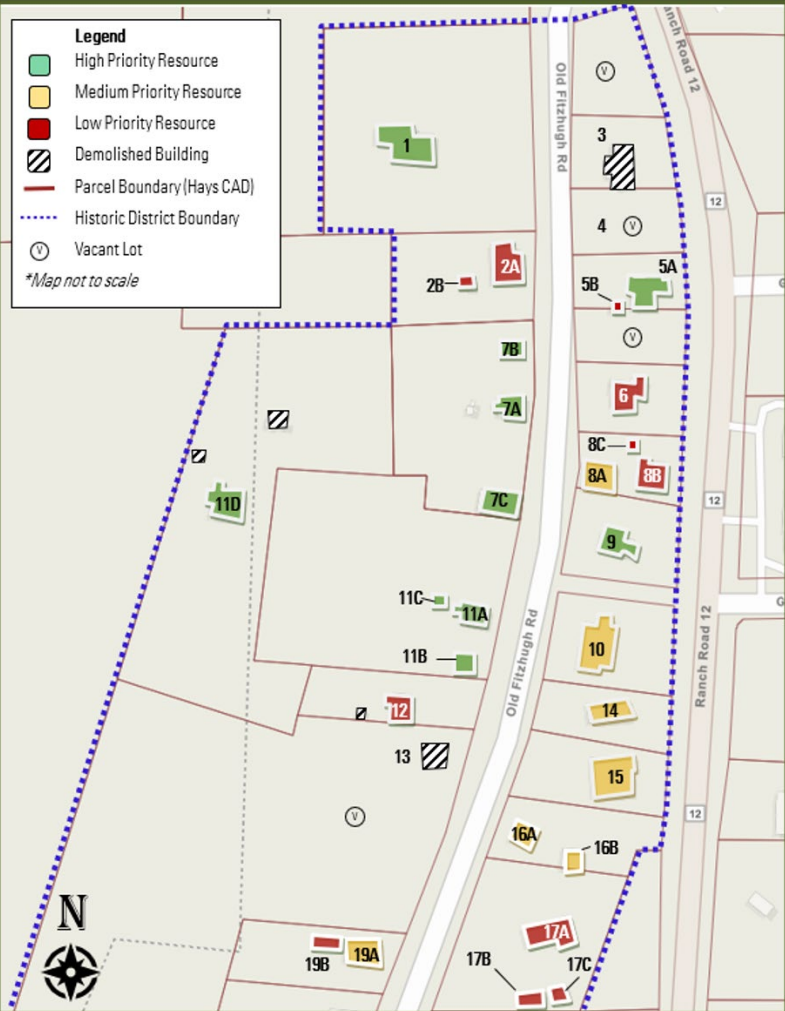 Legend
High Priority Resource
Medium Priority Resource
Low Priority Resource
Demolished Building
Parcel Boundary (Hays CAD)
Historic District Boundary
V Vacant Lot
*Map not to scale
Old Fitzhugh Rd
anch Road 12
V
1
3
12
4 V
2A
2B
5A
5B
G
V
7B
6
7A
8C
8A
8B
7C
12
11D
9
11C
11A
G
Old Fitzhugh Rd
Ranch Road 12
10
11B
12
14
13
15
12
V
16A
16B
N
17A
19B
19A
17B
17C